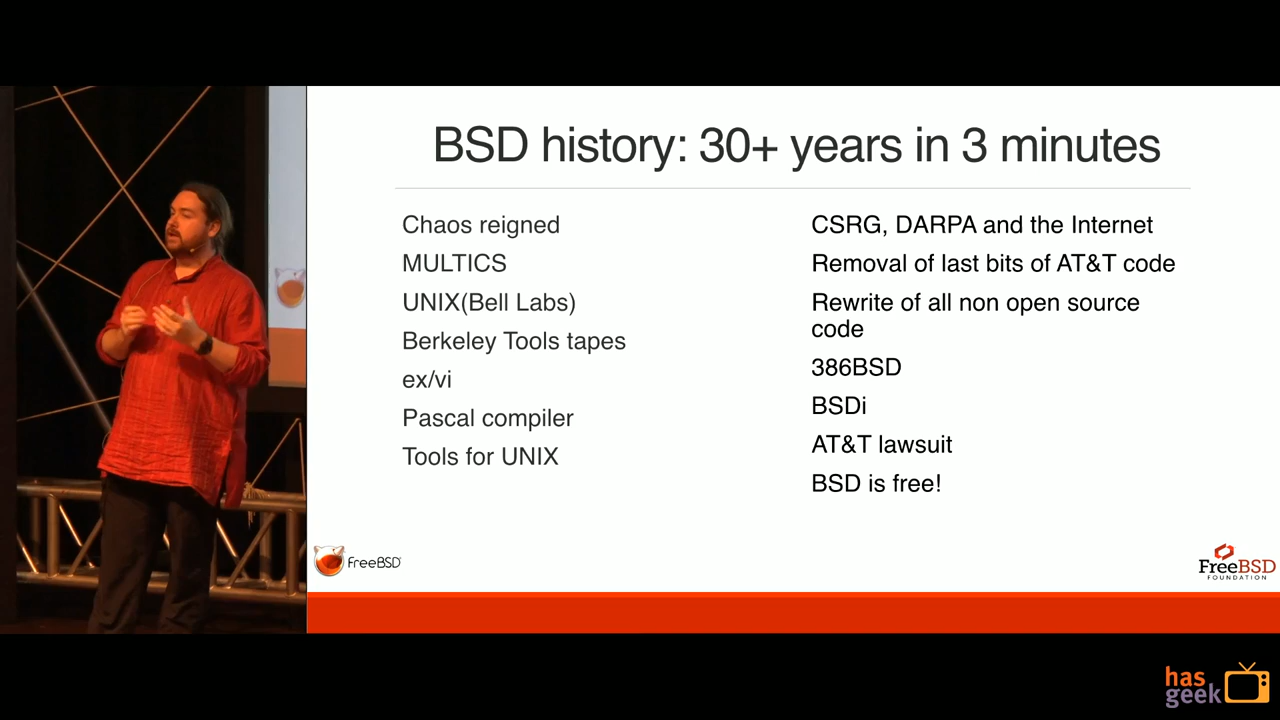 BSD history: 30+ years in 3 minutes
Chaos reigned
MULTICS
UNIX(Bell Labs)
Berkeley Tools tapes
ex/vi
Pascal compiler
Tools for UNIX
CSRG, DARPA and the Internet
Removal of last bits of AT&T code
Rewrite of all non open source
code
386BSD
BSDi
AT&T lawsuit
BSD is free!
FreeBSD
FreeBSD
FOUNDATION
has
geek